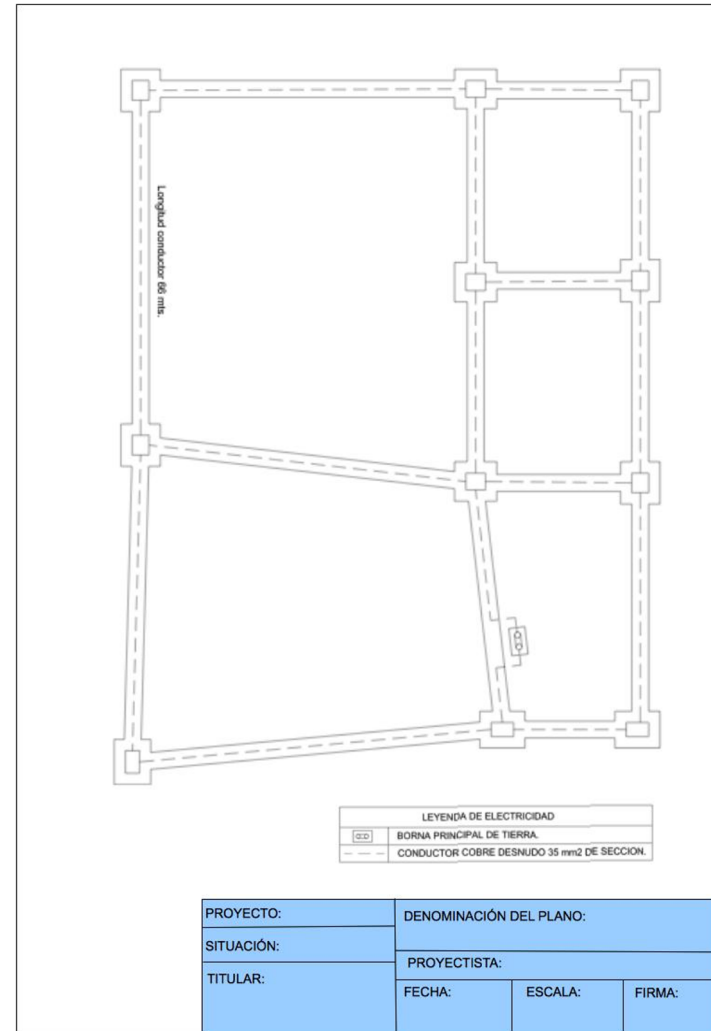 Longitud conductor 66 mts.
LEYENDA DE ELECTRICIDAD
BORNA PRINCIPAL DE TIERRA.
CONDUCTOR COBRE DESNUDO 35 mm2 DE SECCION.
PROYECTO:
SITUACIÓN:
TITULAR:
DENOMINACIÓN DEL PLANO:
PROYECTISTA:
FECHA:
ESCALA:
FIRMA: